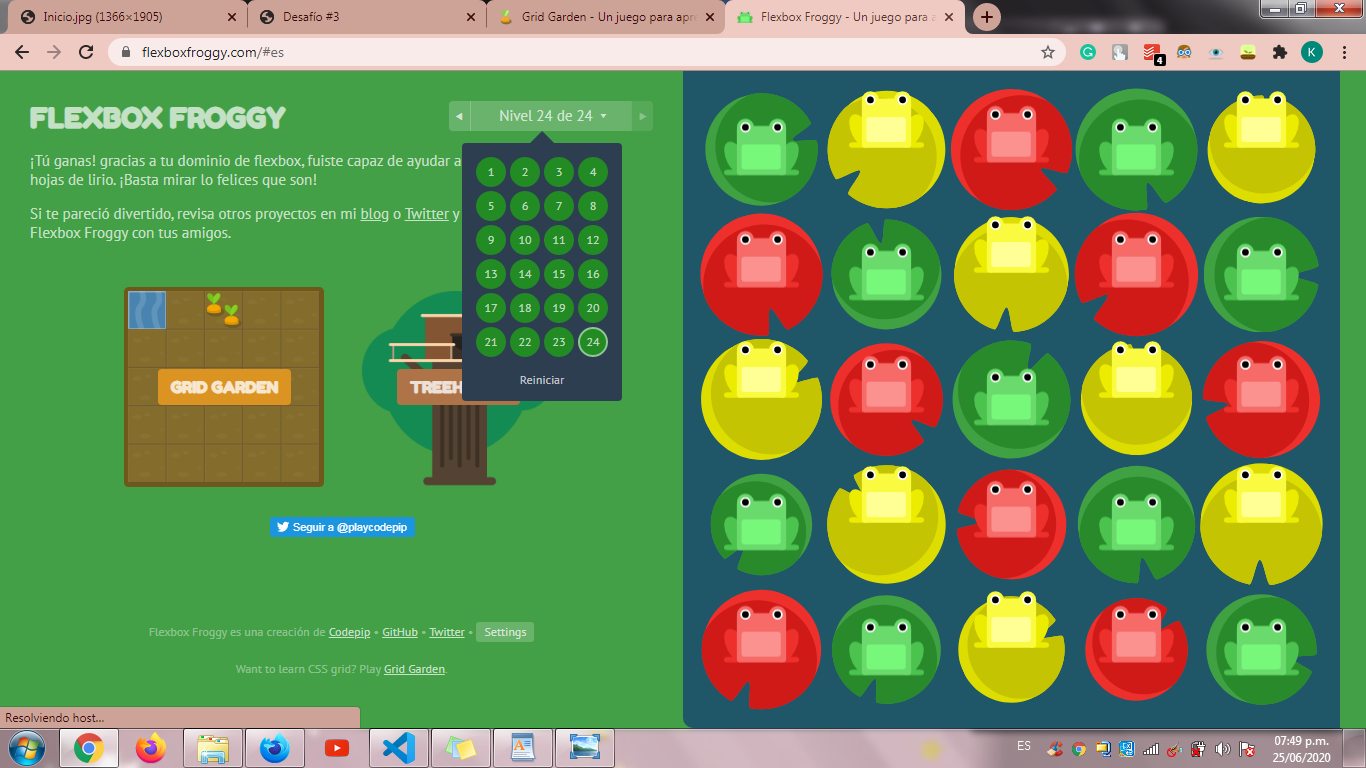 Inicio.jpg (1366×1905)
Desafío #3
Grid Garden - Un juego para apre
Flexbox Froggy - Un juego para a
flexboxfroggy.com/#es
4
K
FLEXBOX FROGGY
Nivel 24 de 24
¡Tú ganas! gracias a tu dominio de flexbox, fuiste capaz de ayudar a
hojas de lirio. ¡Basta mirar lo felices que son!
Si te pareció divertido, revisa otros proyectos en mi blog o Twitter y
Flexbox Froggy con tus amigos.
1 2 3 4
5 6 7 8
9 10 11 12
13 14 15 16
17 18 19 20
21 22 23 24
Reiniciar
GRID GARDEN
TREEH
Seguir a @playcodepip
Flexbox Froggy es una creación de Codepip • GitHub • Twitter • Settings
Want to learn CSS grid? Play Grid Garden.
Resolviendo host...
ES
07:49 p.m.
25/06/2020